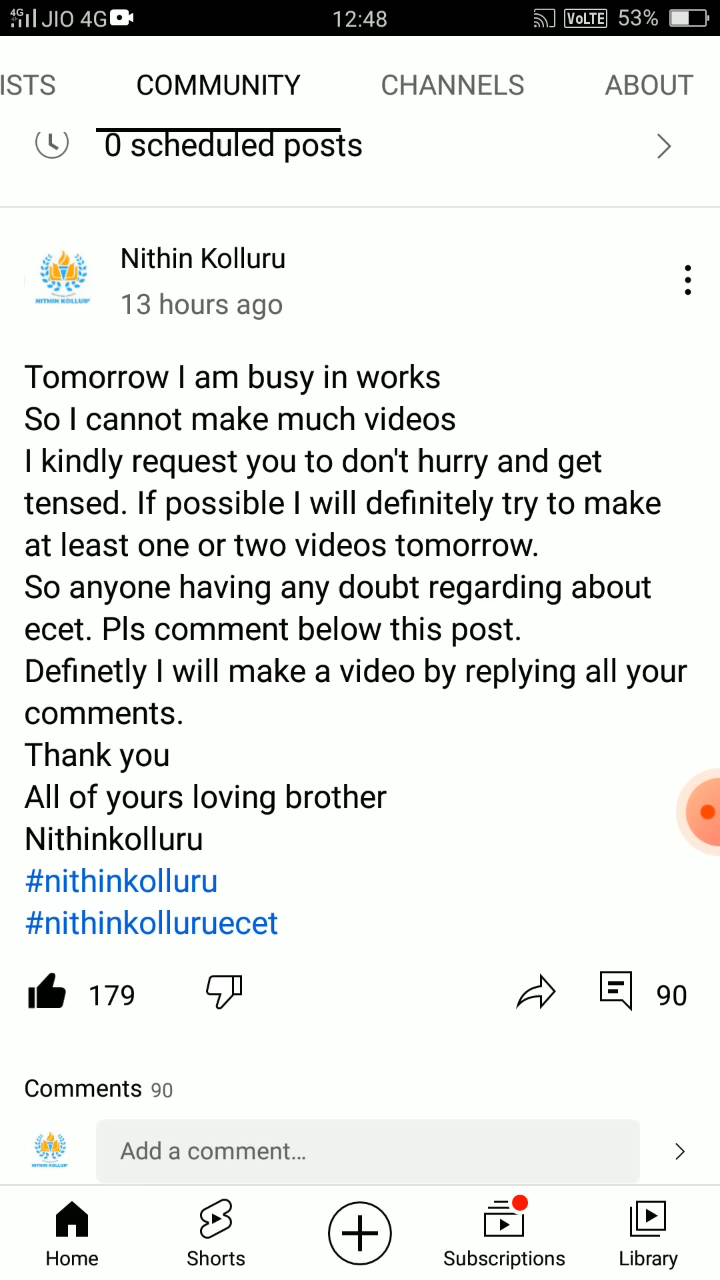 4G JIO 4G 12:48 VoLTE 53%
ISTS COMMUNITY CHANNELS ABOUT
0 scheduled posts
Nithin Kolluru
13 hours ago
Tomorrow I am busy in works
So I cannot make much videos
I kindly request you to don't hurry and get
tensed. If possible I will definitely try to make
at least one or two videos tomorrow.
So anyone having any doubt regarding about
ecet. Pls comment below this post.
Definetly I will make a video by replying all your
comments.
Thank you
All of yours loving brother
Nithinkolluru
#nithinkolluru
#nithinkolluruecet
179 90
Comments 90
Add a comment...
Home Shorts Subscriptions Library